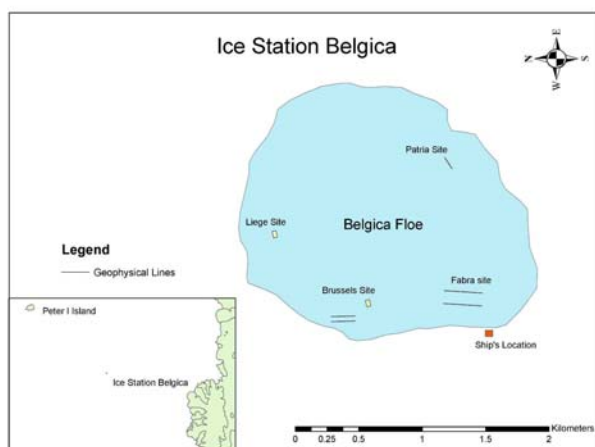 Ice Station Belgica
E
N
S
W
Patria Site
Liege Site
Belgica Floe
Legend
Geophysical Lines
Brussels Site
Fabra site
Peter I Island
Ship's Location
Ice Station Belgica
Kilometers
0 0.25 0.5 1 1.5 2